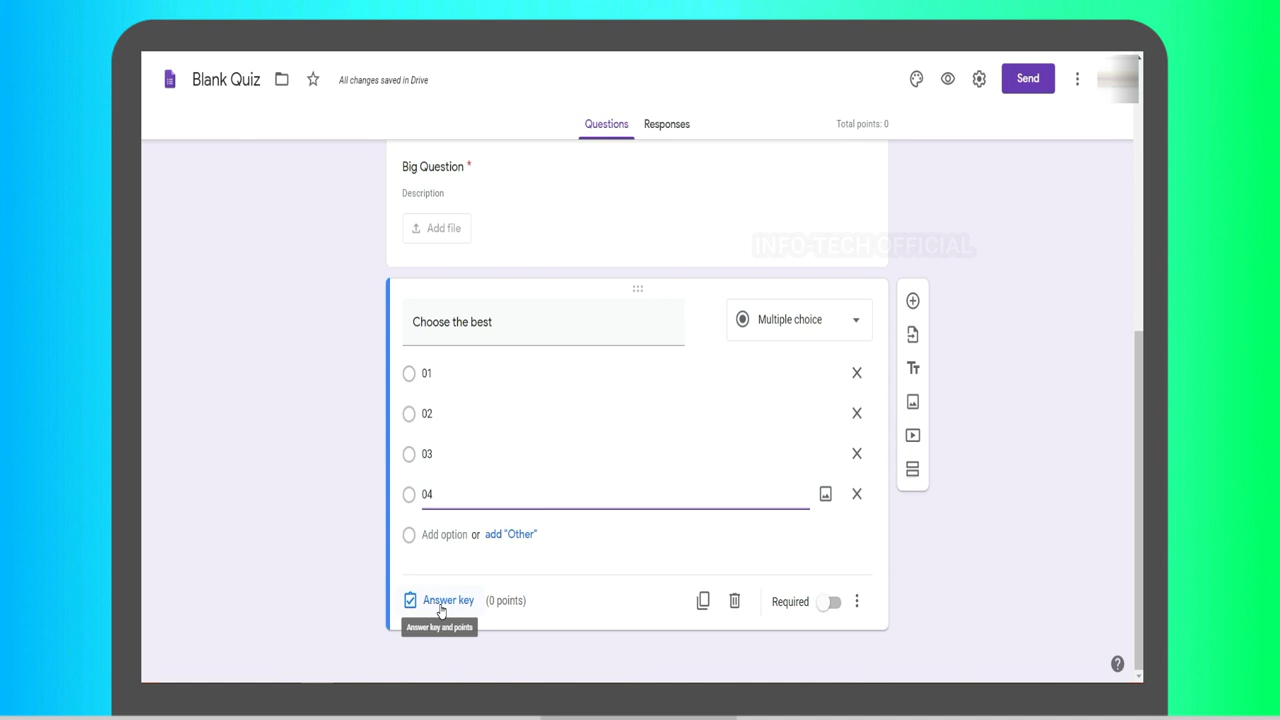 Blank Quiz
All changes saved in Drive
Send
Questions
Responses
Total points: 0
Big Question *
Description
Add file
INFO-TECH OFFICIAL
Choose the best
Multiple choice
01
02
03
04
Add option or add "Other"
Answer key (0 points)
Required
Answer key and points